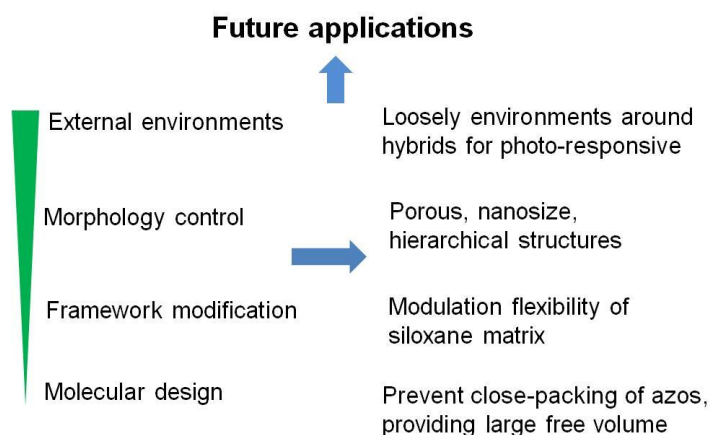 Future applications
External environments
Loosely environments around
hybrids for photo-responsive
Morphology control
Porous, nanosize,
hierarchical structures
Framework modification
Modulation flexibility of
siloxane matrix
Molecular design
Prevent close-packing of azos,
providing large free volume